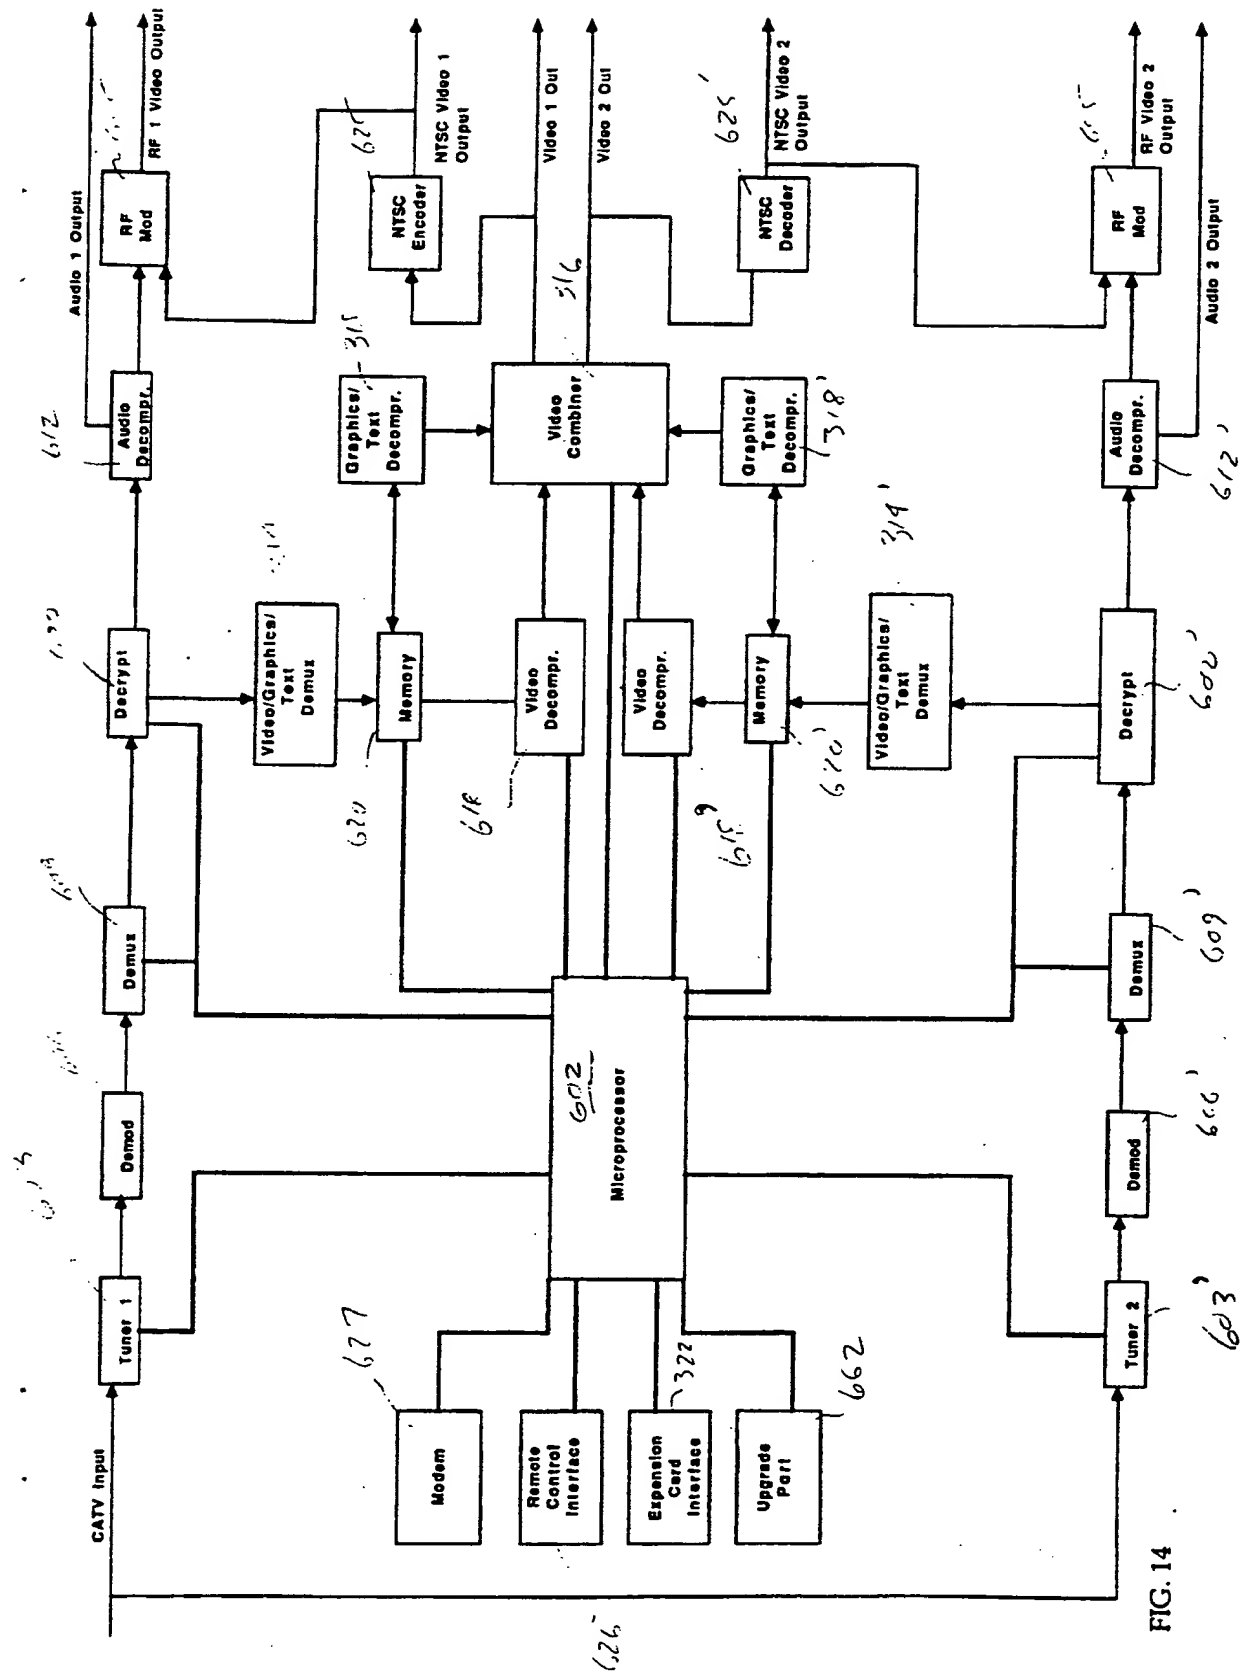 CATV Input
Tuner 1
Demod
Demux
Decrypt
Audio
Decompr.
612
Audio 1 Output
RF
Mod
RF 1 Video Output
Video/Graphics/
Text
Demux
Memory
620
Graphics/
Text
Decompr.
NTSC
Encoder
NTSC Video 1
Output
Video
Decompr.
618
Video
Combiner
316
Video 1 Out
Video 2 Out
Modem
627
Remote
Control
Interface
626
Expansion
Card
Interface
322
Upgrade
Port
662
602
Microprocessor
Video
Decompr.
Memory
620'
Graphics/
Text
Decompr.
318'
NTSC
Decoder
625'
NTSC Video 2
Output
Video/Graphics/
Text
Demux
314'
Tuner 2
603'
Demod
606'
Demux
609'
Decrypt
Audio
Decompr.
612'
RF
Mod
RF Video 2
Output
Audio 2 Output
FIG. 14